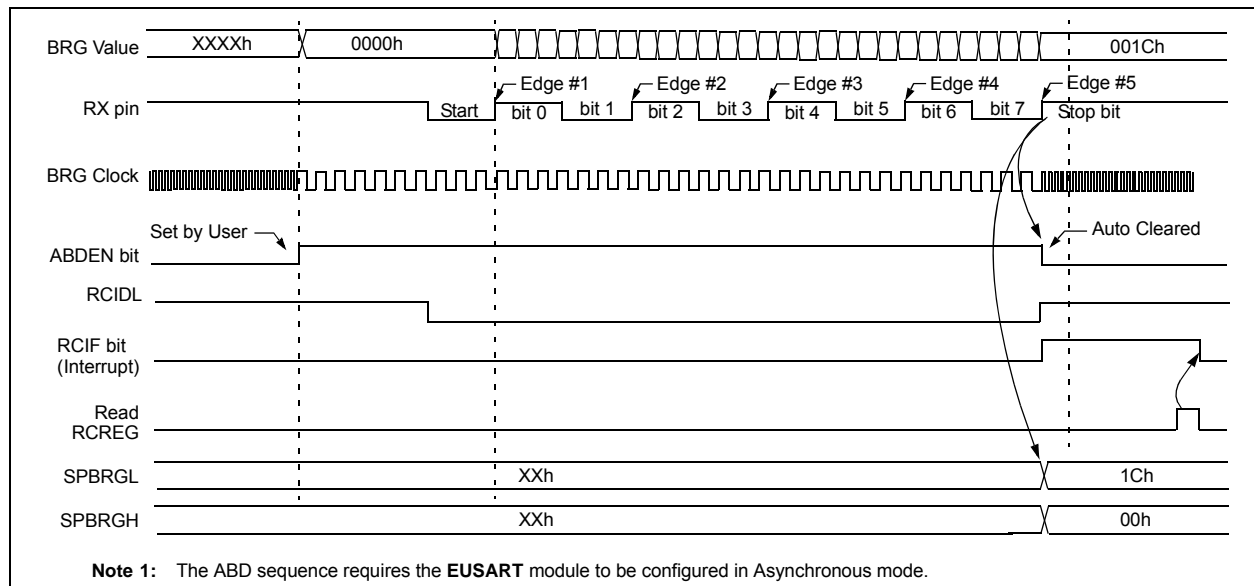 BRG Value XXXXh 0000h 001Ch
Edge #1 Edge #2 Edge #3 Edge #4 Edge #5
RX pin Start bit 0 bit 1 bit 2 bit 3 bit 4 bit 5 bit 6 bit 7 Stop bit
BRG Clock
Set by User Auto Cleared
ABDEN bit
RCIDL
RCIF bit
(Interrupt)
Read
RCREG
SPBRGL XXh 1Ch
SPBRGH XXh 00h
Note 1: The ABD sequence requires the EUSART module to be configured in Asynchronous mode.